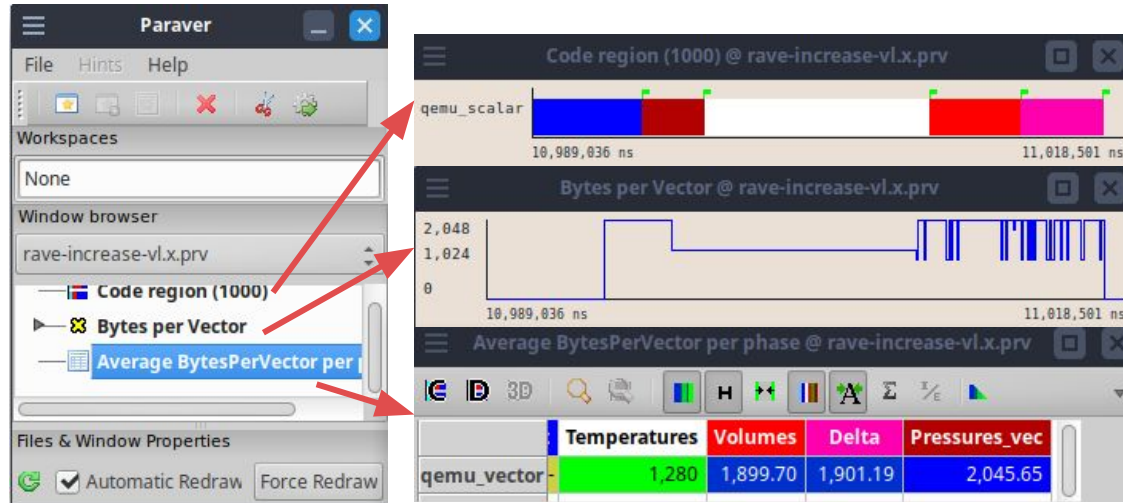 Paraver
File Hints Help
Workspaces
None
Window browser
rave-increase-vl.x.prv
Code region (1000)
Bytes per Vector
Average BytesPerVector per
Files & Window Properties
Automatic Redraw Force Redraw
Code region (1000) @ rave-increase-vl.x.prv
qemu_scalar
10,989,036 ns 11,018,501 ns
Bytes per Vector @ rave-increase-vl.x.prv
2,048
1,024
0
10,989,036 ns 11,018,501 ns
Average BytesPerVector per phase @ rave-increase-vl.x.prv
3D H A Σ
Temperatures Volumes Delta Pressures_vec
qemu_vector - 1,280 1,899.70 1,901.19 2,045.65